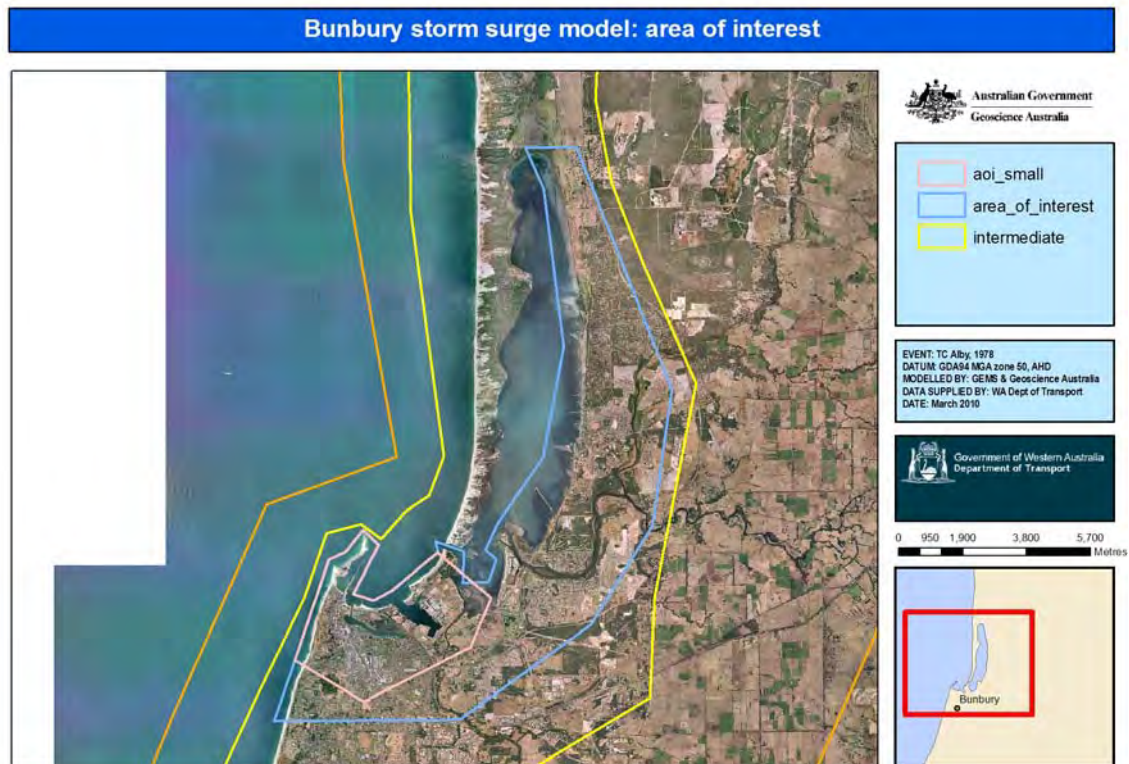 Bunbury storm surge model: area of interest
Australian Government
Geoscience Australia
aoi_small
area_of_interest
intermediate
EVENT: TC Alby, 1978
DATUM: GDA94 MGA zone 50, AHD
MODELLED BY: GEMS & Geoscience Australia
DATA SUPPLIED BY: WA Dept of Transport
DATE: March 2010
Government of Western Australia
Department of Transport
0 950 1,900 3,800 5,700
Metres
Bunbury